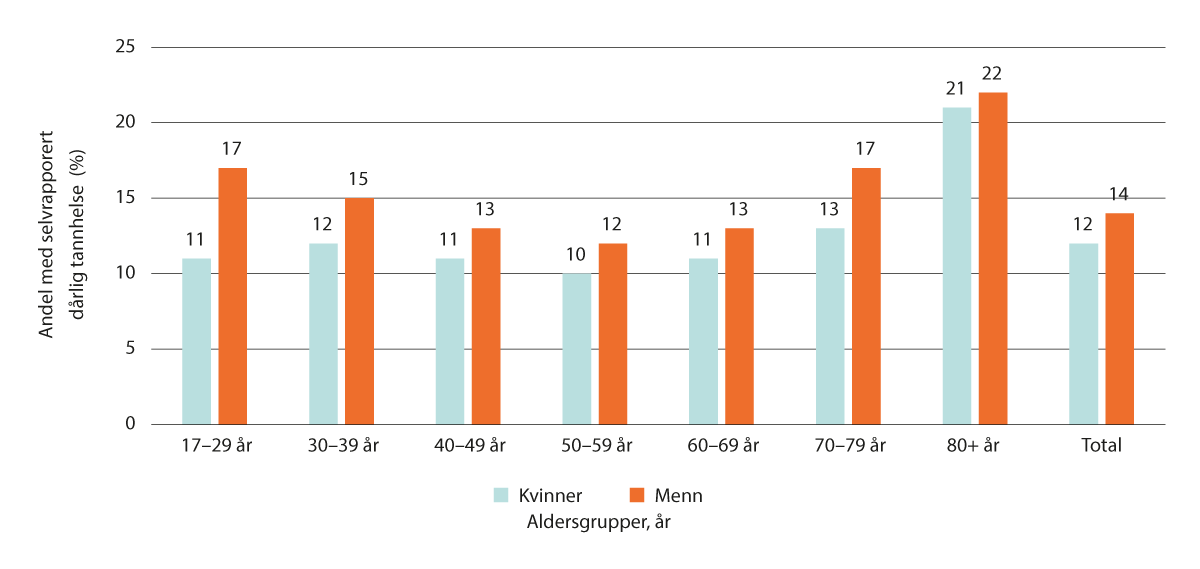 Andel med selvrapporert
dårlig tannhelse (%)
25
20
15
10
5
0
11 17
12 15
11 13
10 12
11 13
13 17
21 22
12 14
17–29 år 30–39 år 40–49 år 50–59 år 60–69 år 70–79 år 80+ år Total
Kvinner Menn
Aldersgrupper, år